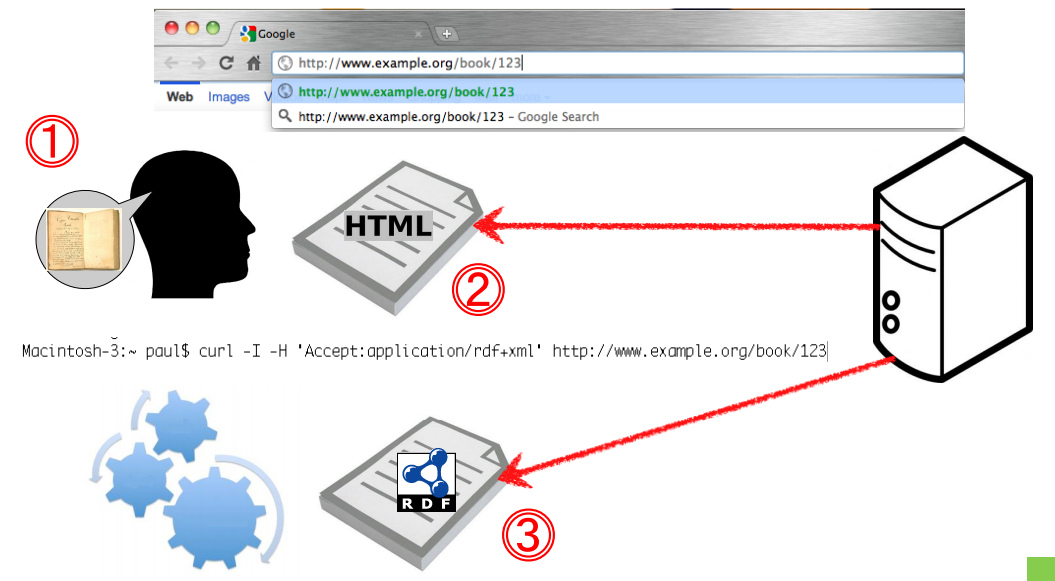 Google
http://www.example.org/book/123
Web Images V
http://www.example.org/book/123
http://www.example.org/book/123 – Google Search
①
HTML
②
Macintosh-3:~ paul$ curl -I -H 'Accept:application/rdf+xml' http://www.example.org/book/123
RDF
③